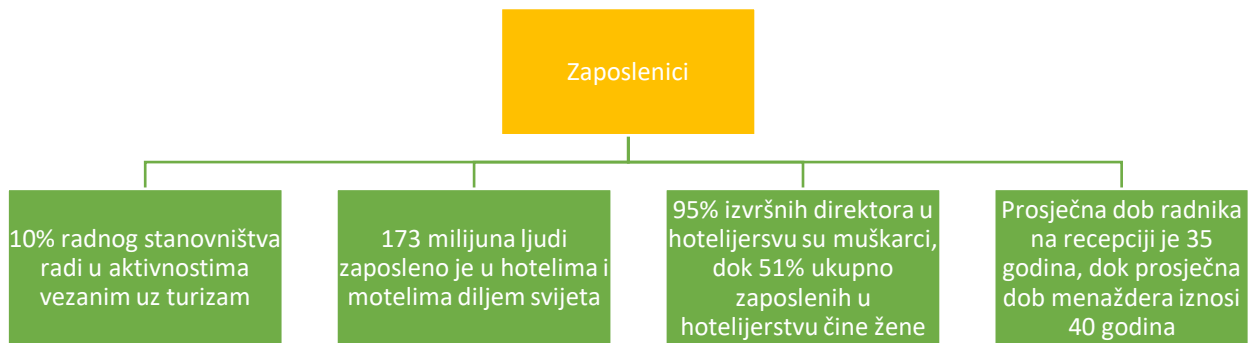 Zaposlenici
10% radnog stanovništva
radi u aktivnostima
vezanim uz turizam
173 milijuna ljudi
zaposleno je u hotelima i
motelima diljem svijeta
95% izvršnih direktora u
hotelijersvu su muškarci,
dok 51% ukupno
zaposlenih u
hotelijerstvu čine žene
Prosječna dob radnika
na recepciji je 35
godina, dok prosječna
dob menaždera iznosi
40 godina